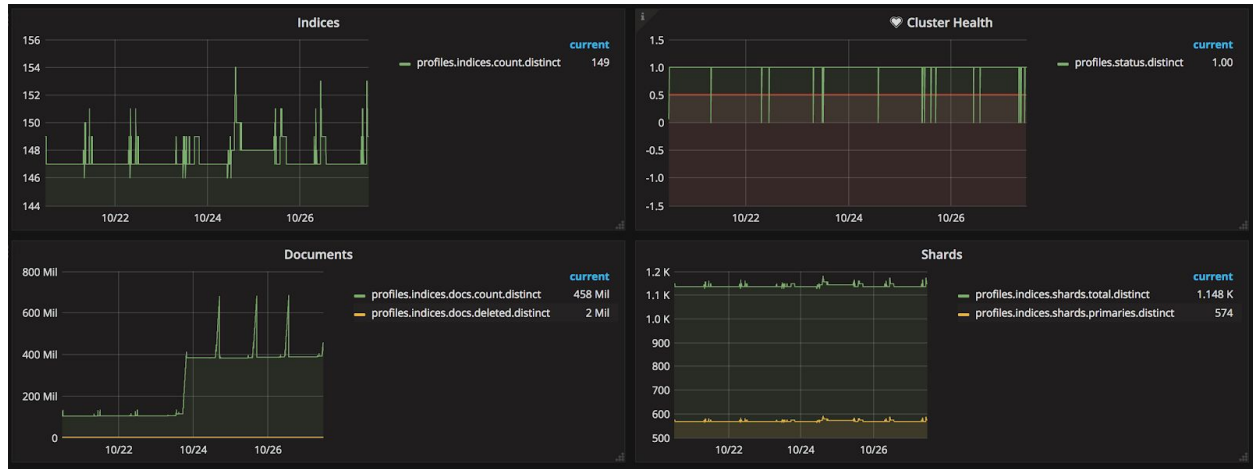 Indices
current
profiles.indices.count.distinct 149
156
154
152
150
148
146
144
10/22 10/24 10/26
i
Cluster Health
current
profiles.status.distinct 1.00
1.5
1.0
0.5
0
-0.5
-1.0
-1.5
10/22 10/24 10/26
Documents
current
profiles.indices.docs.count.distinct 458 Mil
profiles.indices.docs.deleted.distinct 2 Mil
800 Mil
600 Mil
400 Mil
200 Mil
0
10/22 10/24 10/26
Shards
current
profiles.indices.shards.total.distinct 1.148 K
profiles.indices.shards.primaries.distinct 574
1.2 K
1.1 K
1.0 K
900
800
700
600
500
10/22 10/24 10/26